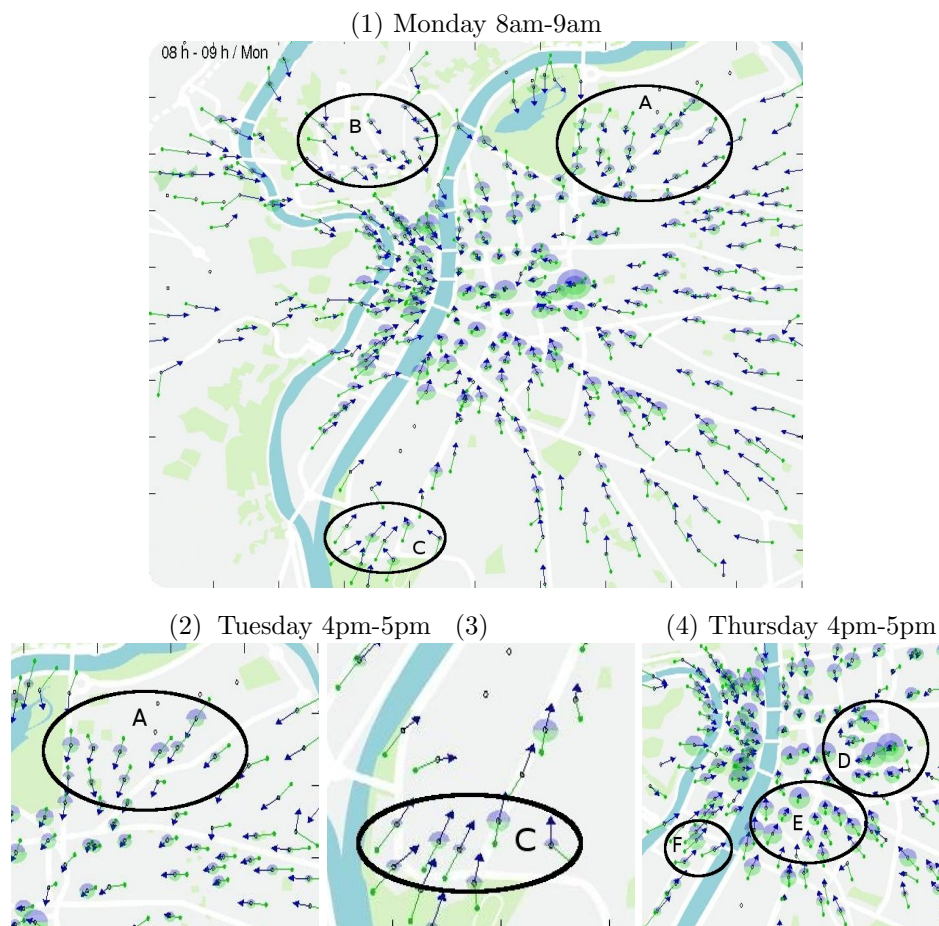 (1) Monday 8am-9am
08 h - 09 h / Mon
A
B
C
(2) Tuesday 4pm-5pm (3)
(4) Thursday 4pm-5pm
A
C
D
E
F